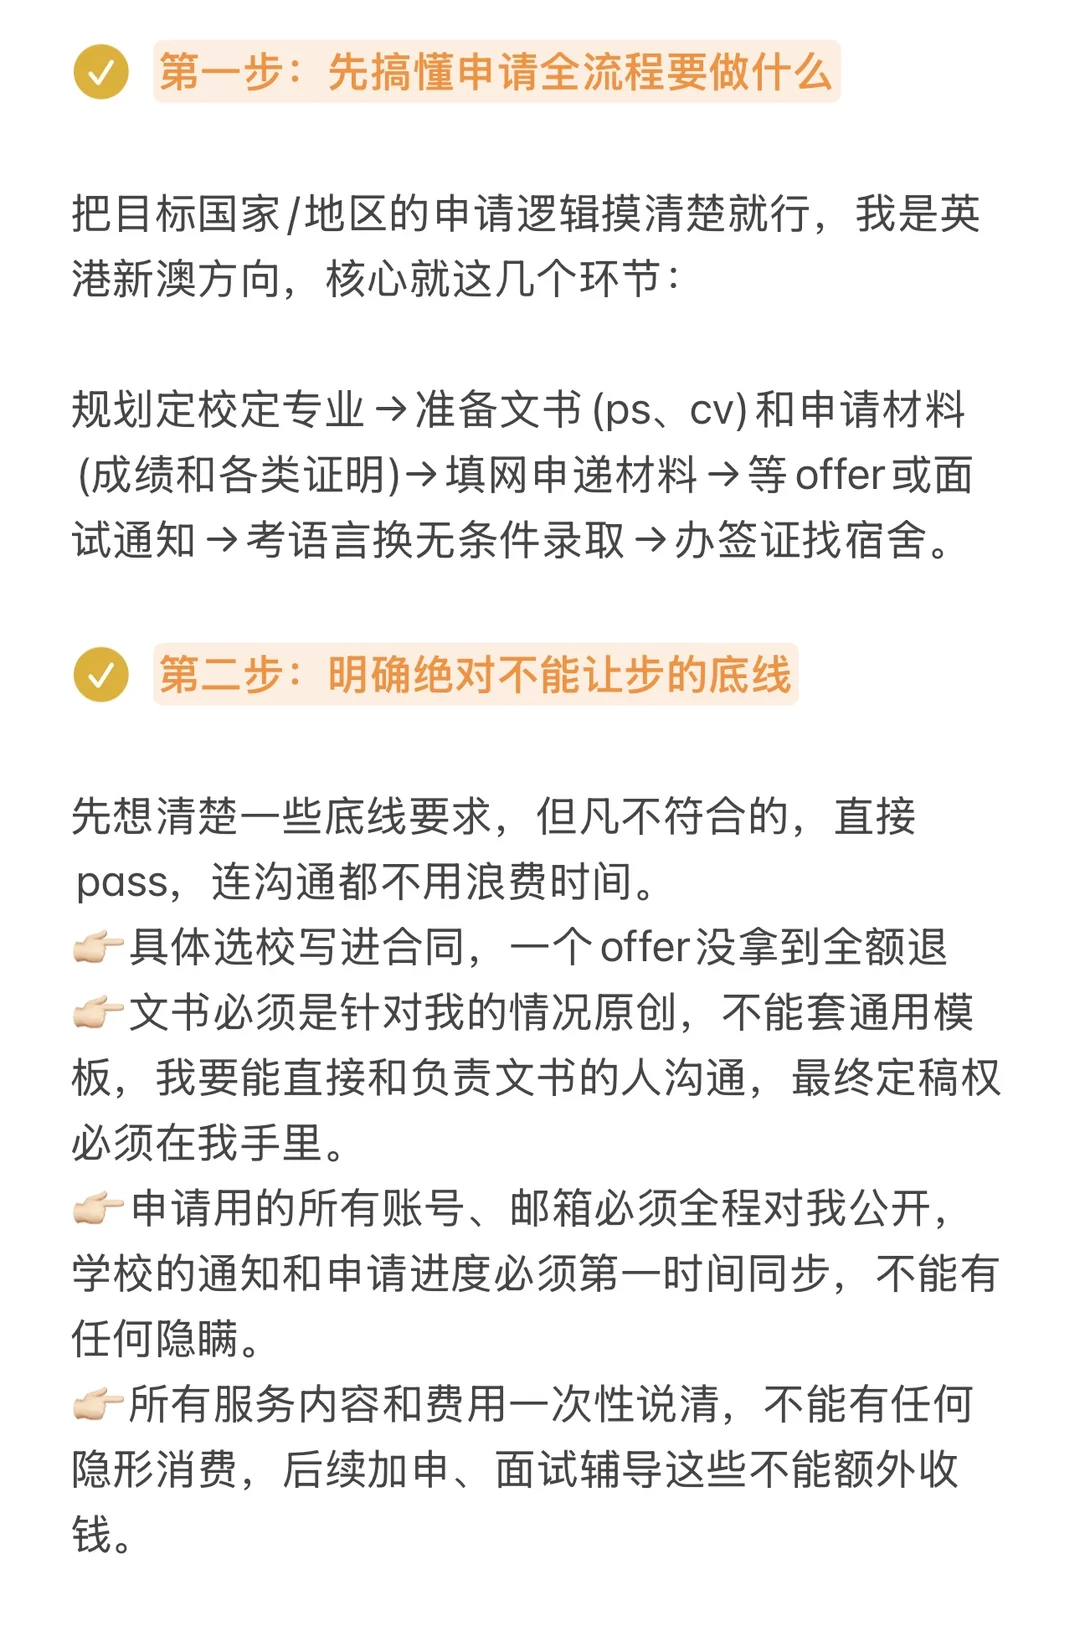 第一步：先搞懂申请全流程要做什么
把目标国家/地区的申请逻辑摸清楚就行，我是英
港新澳方向，核心就这几个环节：
规划定校定专业→准备文书(ps、cv)和申请材料
(成绩和各类证明)→填网申递材料→等offer或面
试通知→考语言换无条件录取→办签证找宿舍。
第二步：明确绝对不能让步的底线
先想清楚一些底线要求，但凡不符合的，直接
pass，连沟通都不用浪费时间。
👉🏻具体选校写进合同，一个offer没拿到全额退
👉🏻文书必须是针对我的情况原创，不能套通用模
板，我要能直接和负责文书的人沟通，最终定稿权
必须在我手里。
👉🏻申请用的所有账号、邮箱必须全程对我公开，
学校的通知和申请进度必须第一时间同步，不能有
任何隐瞒。
👉🏻所有服务内容和费用一次性说清，不能有任何
隐形消费，后续加申、面试辅导这些不能额外收
钱。